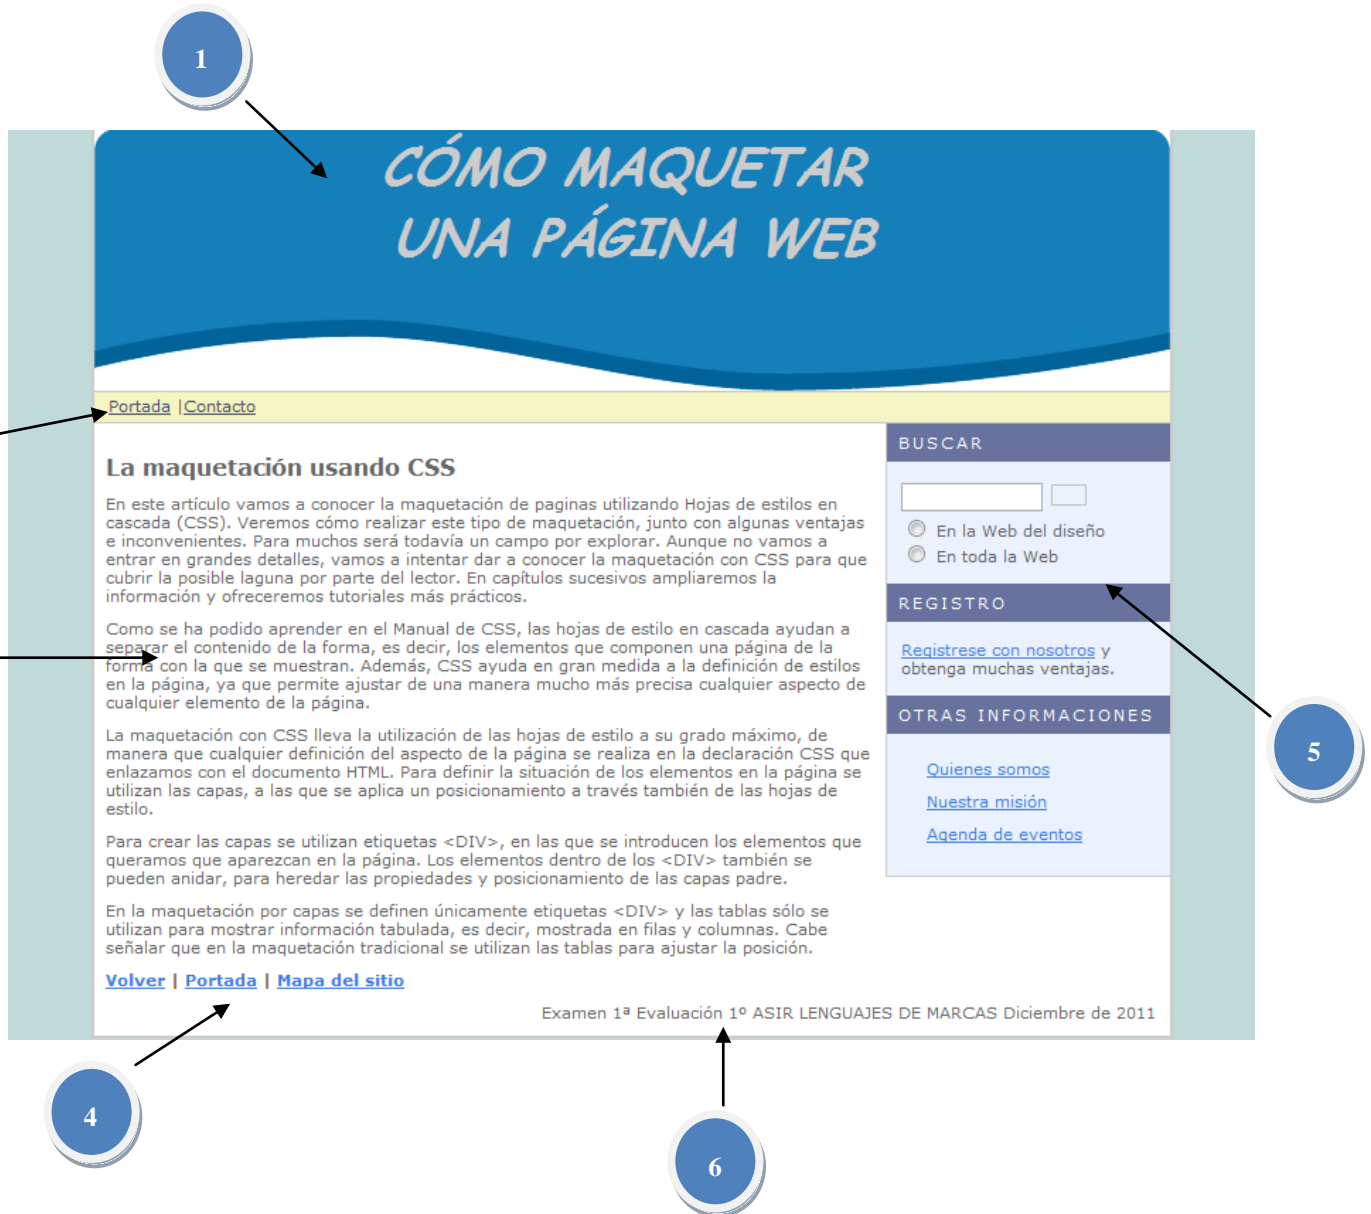 1
CÓMO MAQUETAR
UNA PÁGINA WEB
Portada |Contacto
La maquetación usando CSS
En este artículo vamos a conocer la maquetación de paginas utilizando Hojas de estilos en
cascada (CSS). Veremos cómo realizar este tipo de maquetación, junto con algunas ventajas
e inconvenientes. Para muchos será todavía un campo por explorar. Aunque no vamos a
entrar en grandes detalles, vamos a intentar dar a conocer la maquetación con CSS para que
cubrir la posible laguna por parte del lector. En capítulos sucesivos ampliaremos la
información y ofreceremos tutoriales más prácticos.
Como se ha podido aprender en el Manual de CSS, las hojas de estilo en cascada ayudan a
separar el contenido de la forma, es decir, los elementos que componen una página de la
forma con la que se muestran. Además, CSS ayuda en gran medida a la definición de estilos
en la página, ya que permite ajustar de una manera mucho más precisa cualquier aspecto de
cualquier elemento de la página.
La maquetación con CSS lleva la utilización de las hojas de estilo a su grado máximo, de
manera que cualquier definición del aspecto de la página se realiza en la declaración CSS que
enlazamos con el documento HTML. Para definir la situación de los elementos en la página se
utilizan las capas, a las que se aplica un posicionamiento a través también de las hojas de
estilo.
Para crear las capas se utilizan etiquetas <DIV>, en las que se introducen los elementos que
queramos que aparezcan en la página. Los elementos dentro de los <DIV> también se
pueden anidar, para heredar las propiedades y posicionamiento de las capas padre.
En la maquetación por capas se definen únicamente etiquetas <DIV> y las tablas sólo se
utilizan para mostrar información tabulada, es decir, mostrada en filas y columnas. Cabe
señalar que en la maquetación tradicional se utilizan las tablas para ajustar la posición.
Volver | Portada | Mapa del sitio
BUSCAR
En la Web del diseño
En toda la Web
REGISTRO
Registrese con nosotros y
obtenga muchas ventajas.
OTRAS INFORMACIONES
Quienes somos
Nuestra misión
Agenda de eventos
5
Examen 1ª Evaluación 1º ASIR LENGUAJES DE MARCAS Diciembre de 2011
4
6